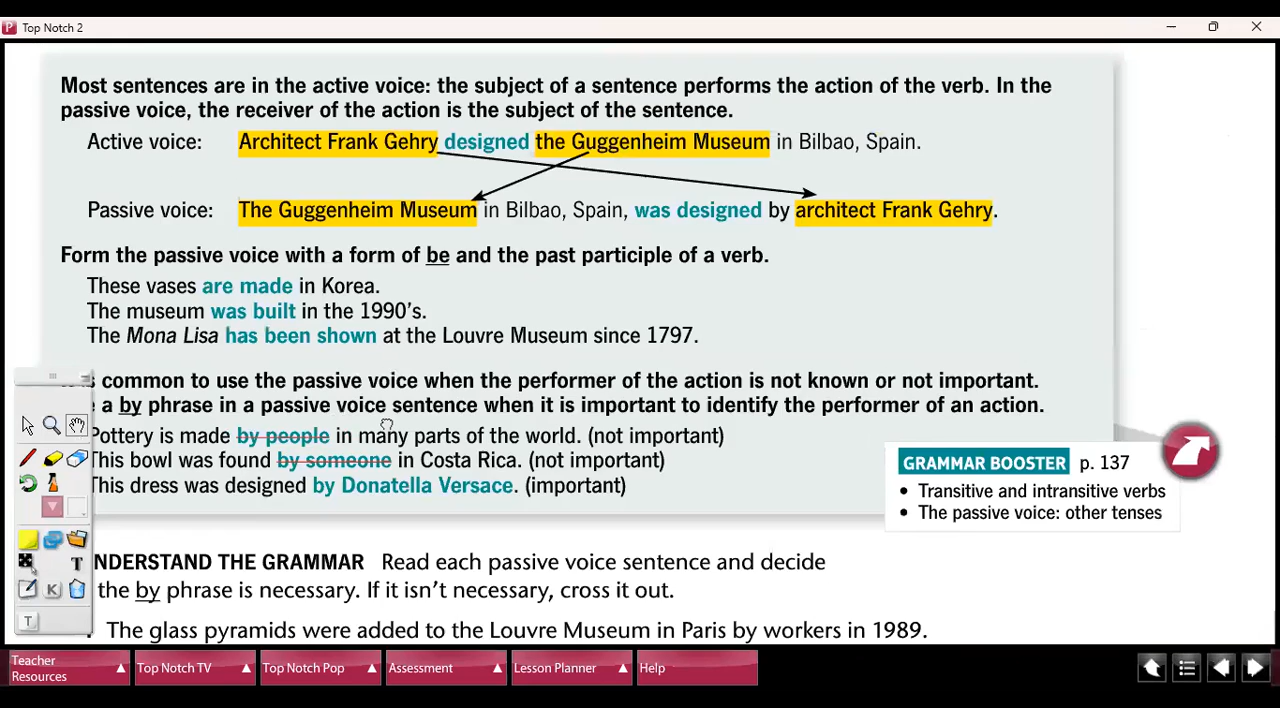 Top Notch 2
Most sentences are in the active voice: the subject of a sentence performs the action of the verb. In the
passive voice, the receiver of the action is the subject of the sentence.
Active voice: Architect Frank Gehry designed the Guggenheim Museum in Bilbao, Spain.
Passive voice: The Guggenheim Museum in Bilbao, Spain, was designed by architect Frank Gehry.
Form the passive voice with a form of be and the past participle of a verb.
These vases are made in Korea.
The museum was built in the 1990's.
The Mona Lisa has been shown at the Louvre Museum since 1797.
common to use the passive voice when the performer of the action is not known or not important.
a by phrase in a passive voice sentence when it is important to identify the performer of an action.
Pottery is made by people in many parts of the world. (not important)
This bowl was found by someone in Costa Rica. (not important)
This dress was designed by Donatella Versace. (important)
GRAMMAR BOOSTER p. 137
• Transitive and intransitive verbs
• The passive voice: other tenses
NDERSTAND THE GRAMMAR Read each passive voice sentence and decide
the by phrase is necessary. If it isn't necessary, cross it out.
The glass pyramids were added to the Louvre Museum in Paris by workers in 1989.
T
K
T
Teacher
Resources
Top Notch TV
Top Notch Pop
Assessment
Lesson Planner
Help